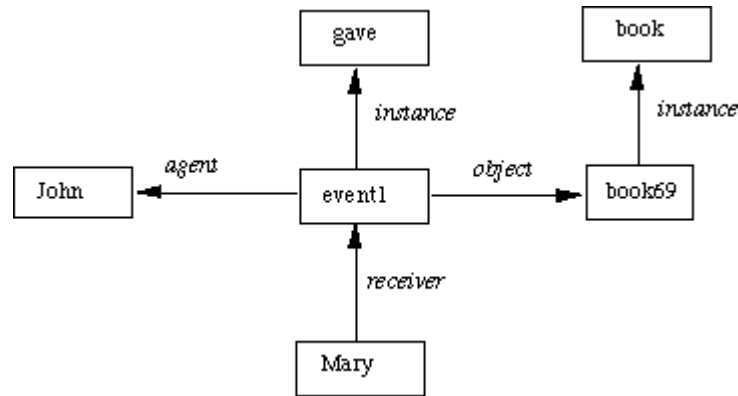 gave
book
instance
instance
agent
object
John
event1
book69
receiver
Mary